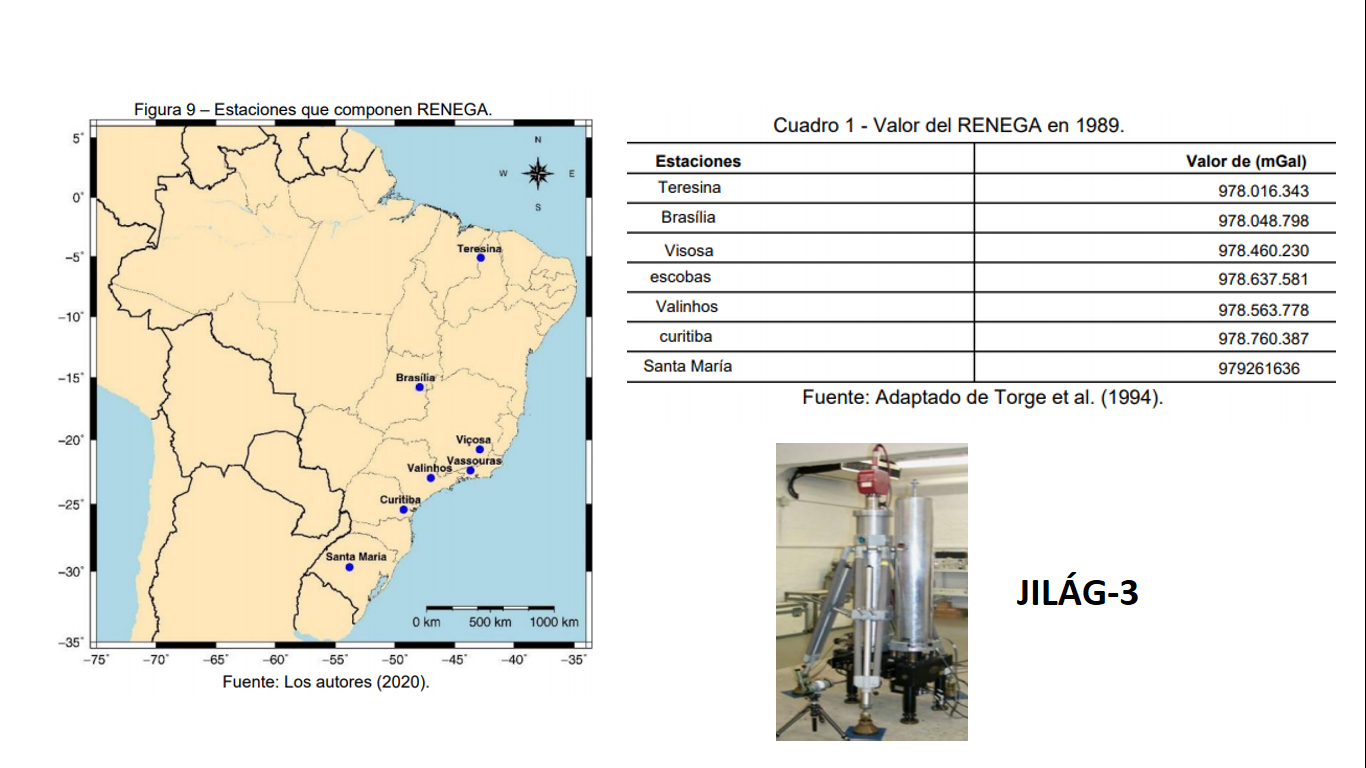 Figura 9 – Estaciones que componen RENEGA.
5°
0°
−5°
−10°
−15°
−20°
−25°
−30°
−35°
−75°
−70°
−65°
−60°
−55°
−50°
−45°
−40°
−35°
N
W
E
S
Teresina
Brasília
Viçosa
Vassouras
Valinhos
Curitiba
Santa Maria
0 km 500 km 1000 km
Fuente: Los autores (2020).
Cuadro 1 - Valor del RENEGA en 1989.
Estaciones Valor de (mGal)
Teresina 978.016.343
Brasília 978.048.798
Visosa 978.460.230
escobas 978.637.581
Valinhos 978.563.778
curitiba 978.760.387
Santa María 979261636
Fuente: Adaptado de Torge et al. (1994).
JILÁG-3